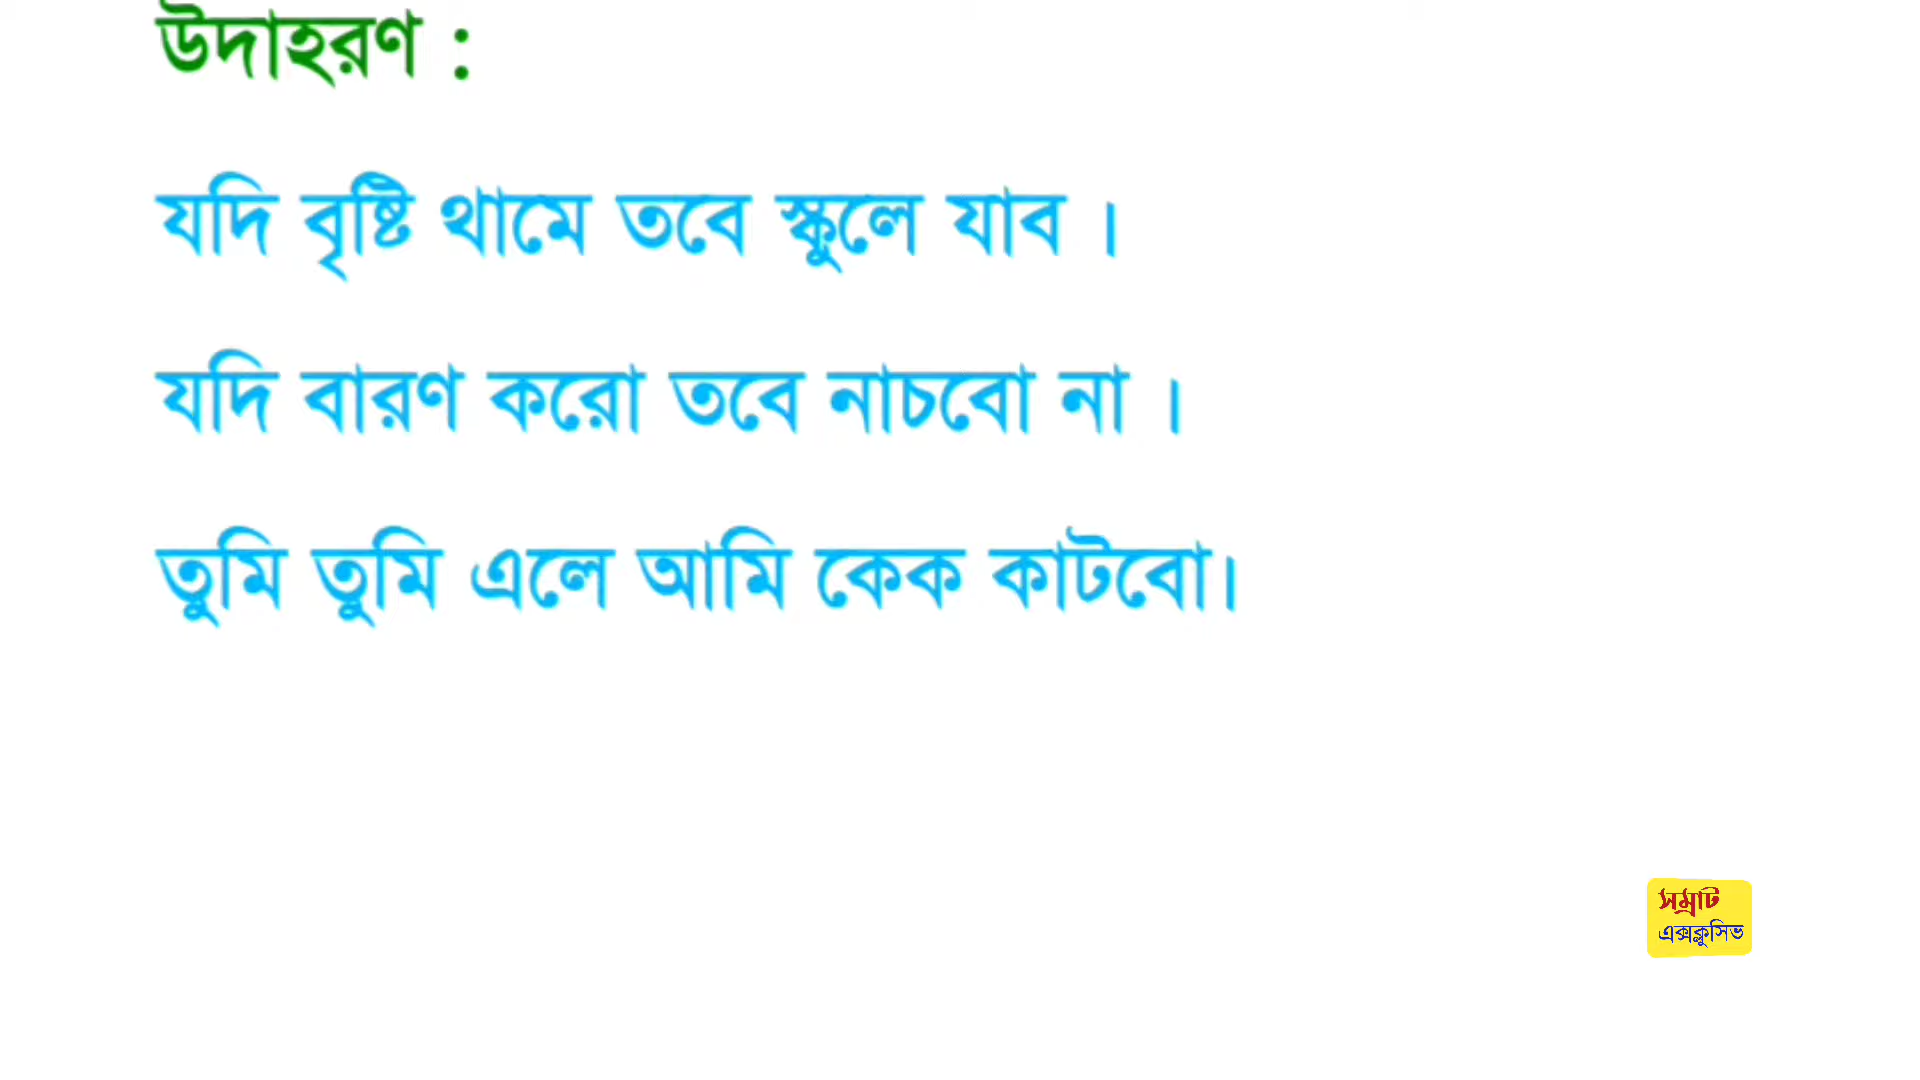 উদাহরণ :
যদি বৃষ্টি থামে তবে স্কুলে যাব ।
যদি বারণ করো তবে নাচবো না ।
তুমি তুমি এলে আমি কেক কাটবো।
সম্রাট
এক্সক্লুসিভ